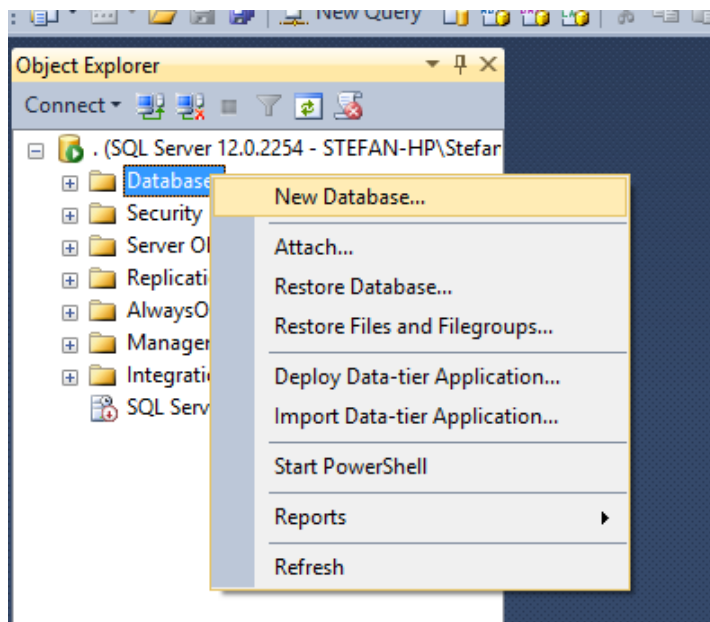 New Query
Object Explorer
Connect
. (SQL Server 12.0.2254 - STEFAN-HP\Stefan
Database
New Database...
Security
Attach...
Server Ob
Restore Database...
Replicati
Restore Files and Filegroups...
AlwaysO
Manager
Deploy Data-tier Application...
Integratio
Import Data-tier Application...
SQL Serv
Start PowerShell
Reports
Refresh